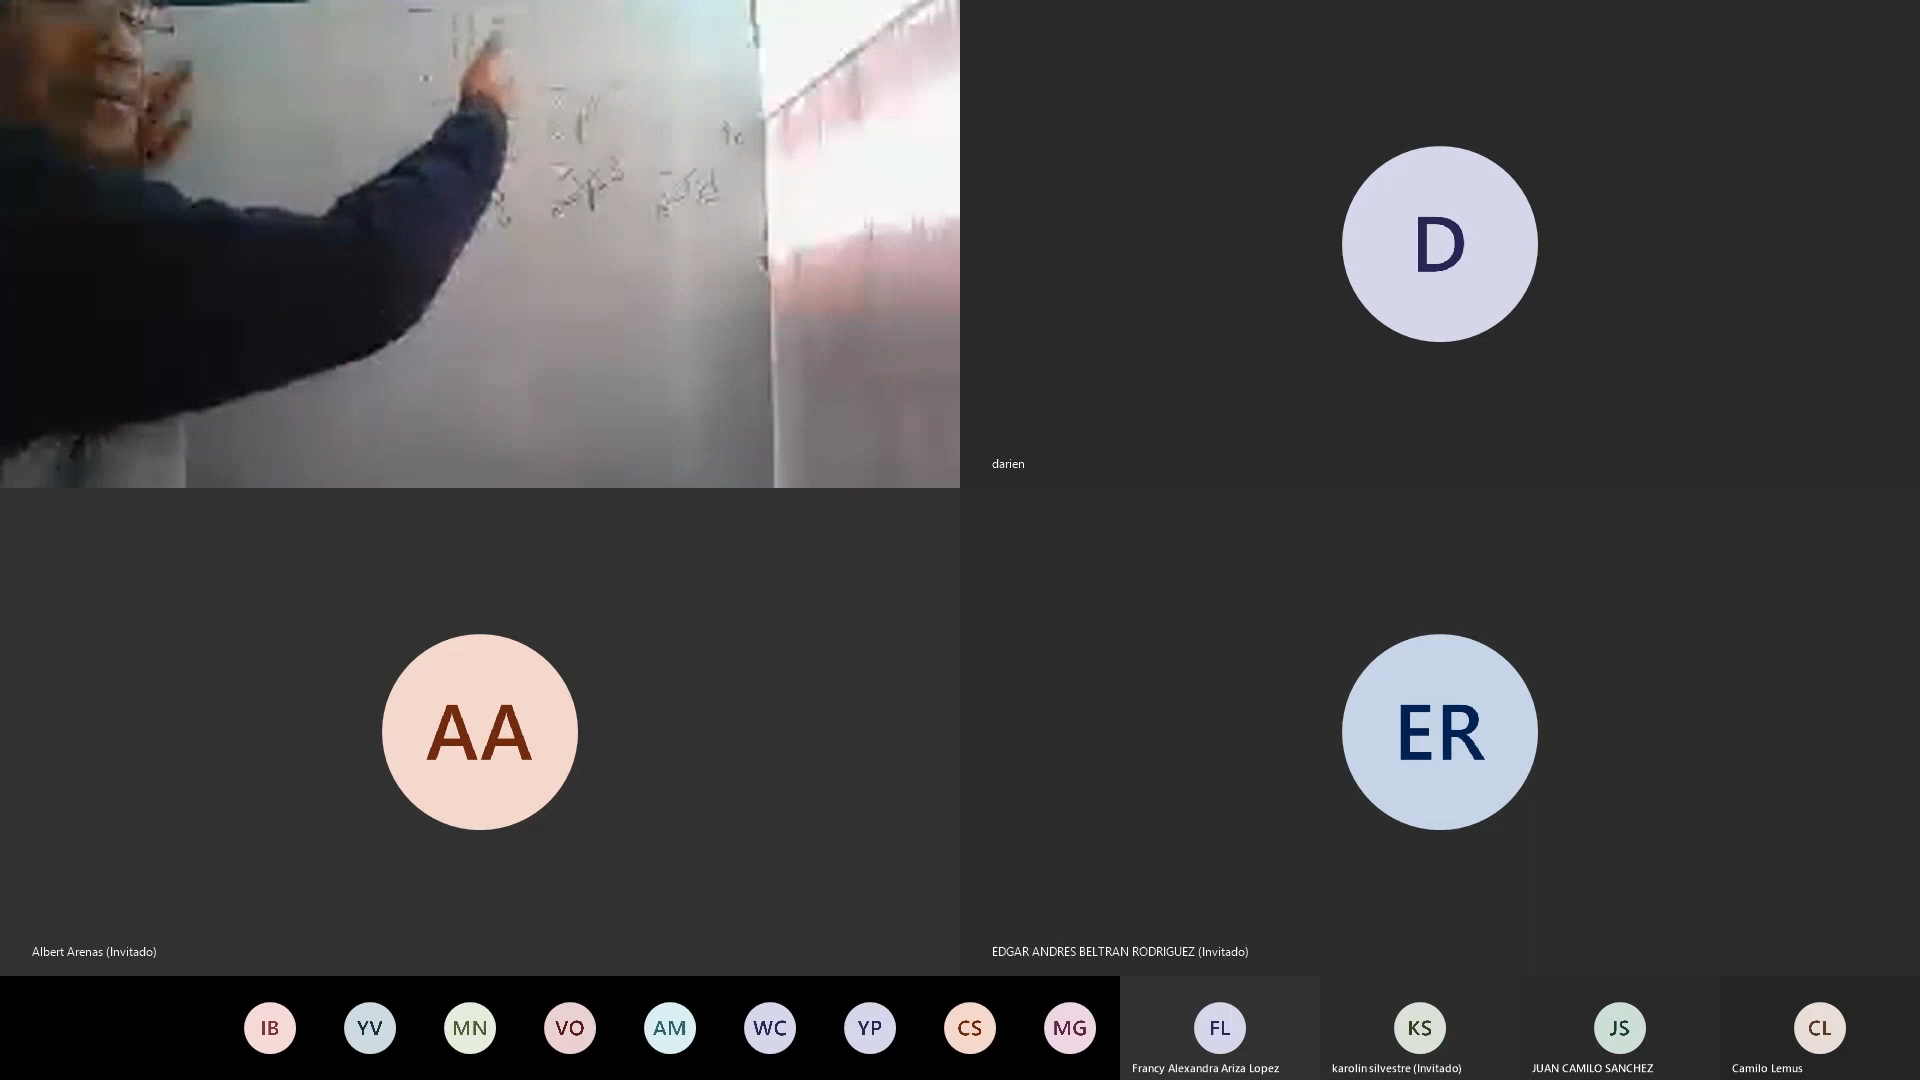 D
darien
AA
ER
Albert Arenas (Invitado)
EDGAR ANDRES BELTRAN RODRIGUEZ (Invitado)
IB YV MN VO AM WC YP CS MG FL KS JS CL
Francy Alexandra Ariza Lopez karolin silvestre (Invitado) JUAN CAMILO SANCHEZ Camilo Lemus